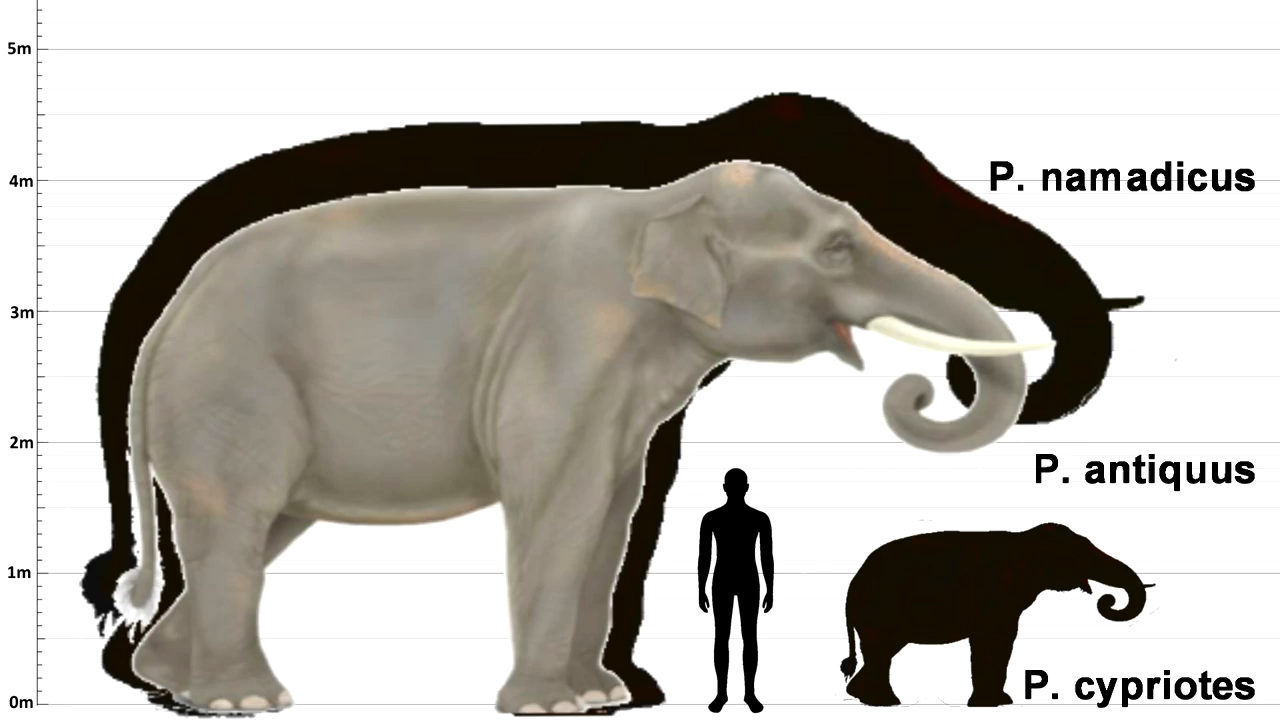 5m
4m
P. namadicus
3m
2m
P. antiquus
1m
P. cypriotes
0m